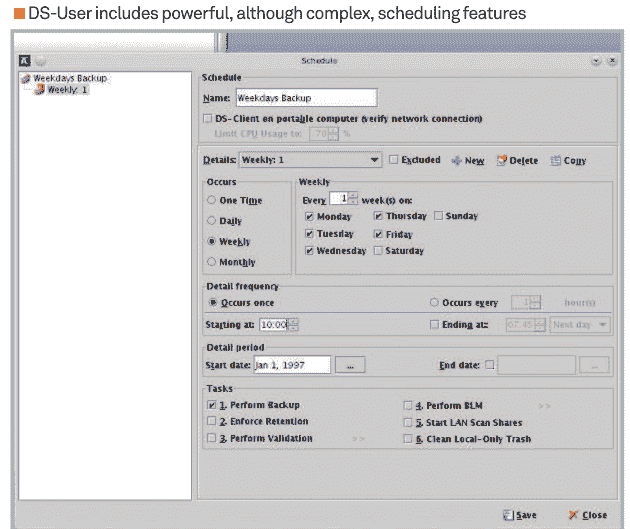 DS-User includes powerful, although complex, scheduling features
Schedule
Weekdays Backup
Weekly: 1
Schedule
Name: Weekdays Backup
DS-Client on portable computer (verify network connection)
Limit CPU Usage to: 70 %
Details: Weekly: 1 Excluded New Delete Copy
Occurs
One Time
Daily
Weekly
Monthly
Weekly
Every 1 week(s) on:
Monday Thursday Sunday
Tuesday Friday
Wednesday Saturday
Detail frequency
Occurs once Occurs every 1 hour(s)
Starting at: 10:00 Ending at: 07:45 Next day
Detail period
Start date: Jan 1, 1997 ... End date: ...
Tasks
1. Perform Backup 4. Perform BLM >>
2. Enforce Retention 5. Start LAN Scan Shares
3. Perform Validation >> 6. Clean Local-Only Trash
Save Close